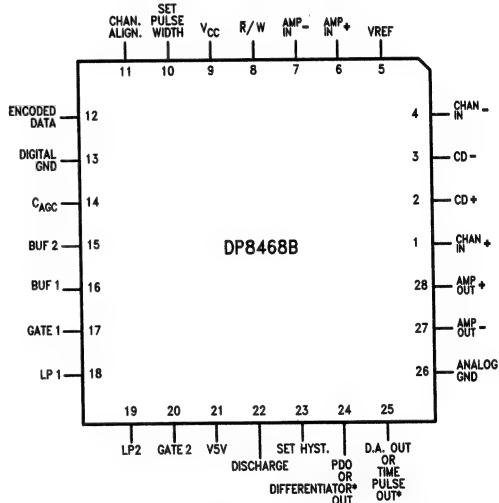 CHAN.
ALIGN.
SET
PULSE
WIDTH
VCC
R̅/W
AMP
IN -
AMP
IN +
VREF
11
10
9
8
7
6
5
ENCODED
DATA
12
DIGITAL
GND
13
CAGC
14
BUF 2
15
BUF 1
16
GATE 1
17
LP 1
18
DP8468B
4
CHAN
IN -
3
CD -
2
CD +
1
CHAN
IN +
28
AMP
OUT +
27
AMP
OUT -
26
ANALOG
GND
19
20
21
22
23
24
25
LP2
GATE 2
V5V
DISCHARGE
SET HYST.
PDO
OR
DIFFERENTIATOR*
OUT
D.A. OUT
OR
TIME
PULSE
OUT*